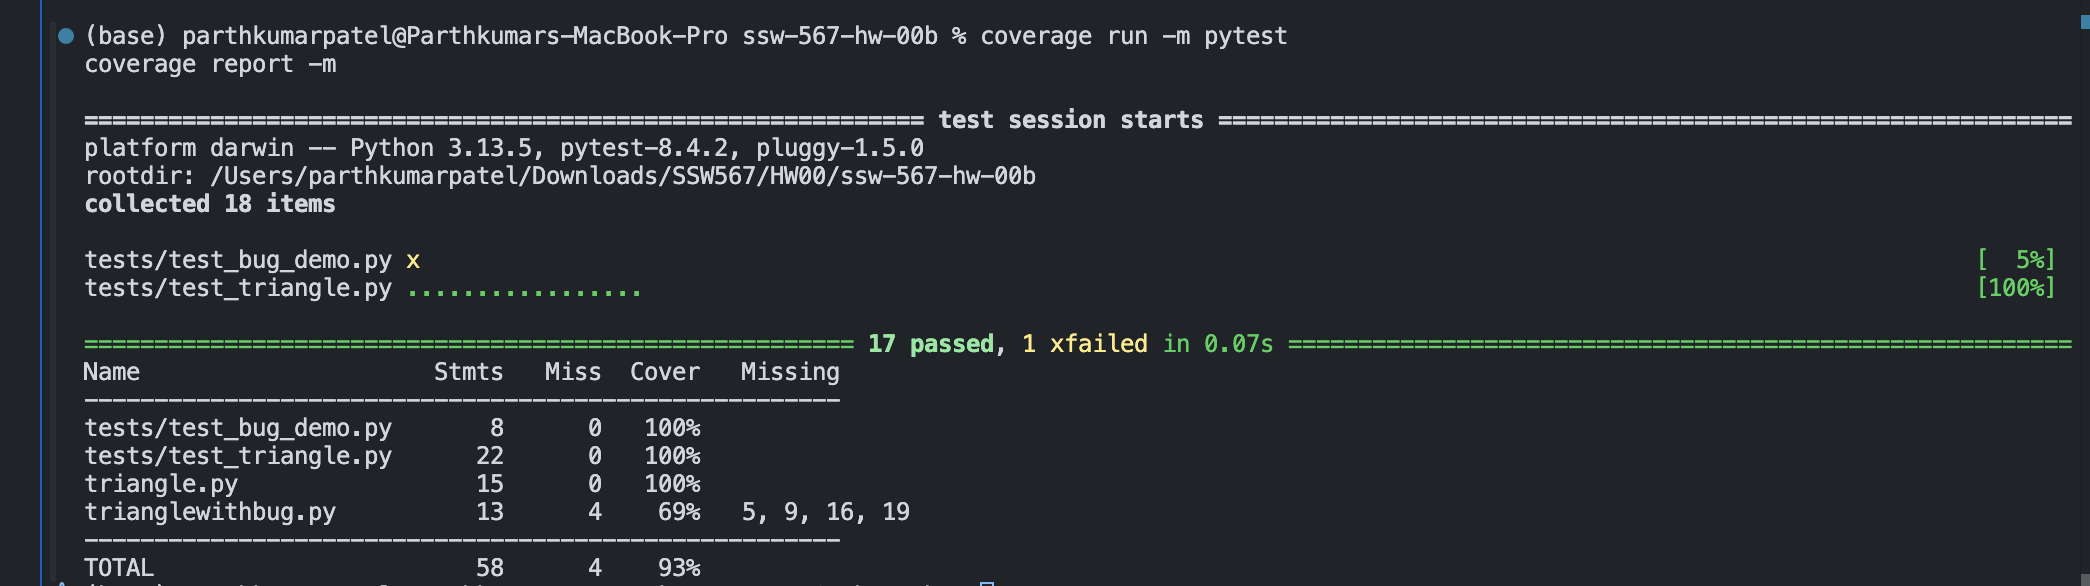 (base) parthkumarpatel@Parthkumars-MacBook-Pro ssw-567-hw-00b % coverage run -m pytest
coverage report -m
============================================================ test session starts =============================================================
platform darwin -- Python 3.13.5, pytest-8.4.2, pluggy-1.5.0
rootdir: /Users/parthkumarpatel/Downloads/SSW567/HW00/ssw-567-hw-00b
collected 18 items
tests/test_bug_demo.py x [  5%]
tests/test_triangle.py ................. [100%]
======================================================= 17 passed, 1 xfailed in 0.07s ========================================================
Name                     Stmts   Miss  Cover   Missing
------------------------------------------------------
tests/test_bug_demo.py       8      0   100%
tests/test_triangle.py      22      0   100%
triangle.py                 15      0   100%
trianglewithbug.py          13      4    69%   5, 9, 16, 19
------------------------------------------------------
TOTAL                       58      4    93%